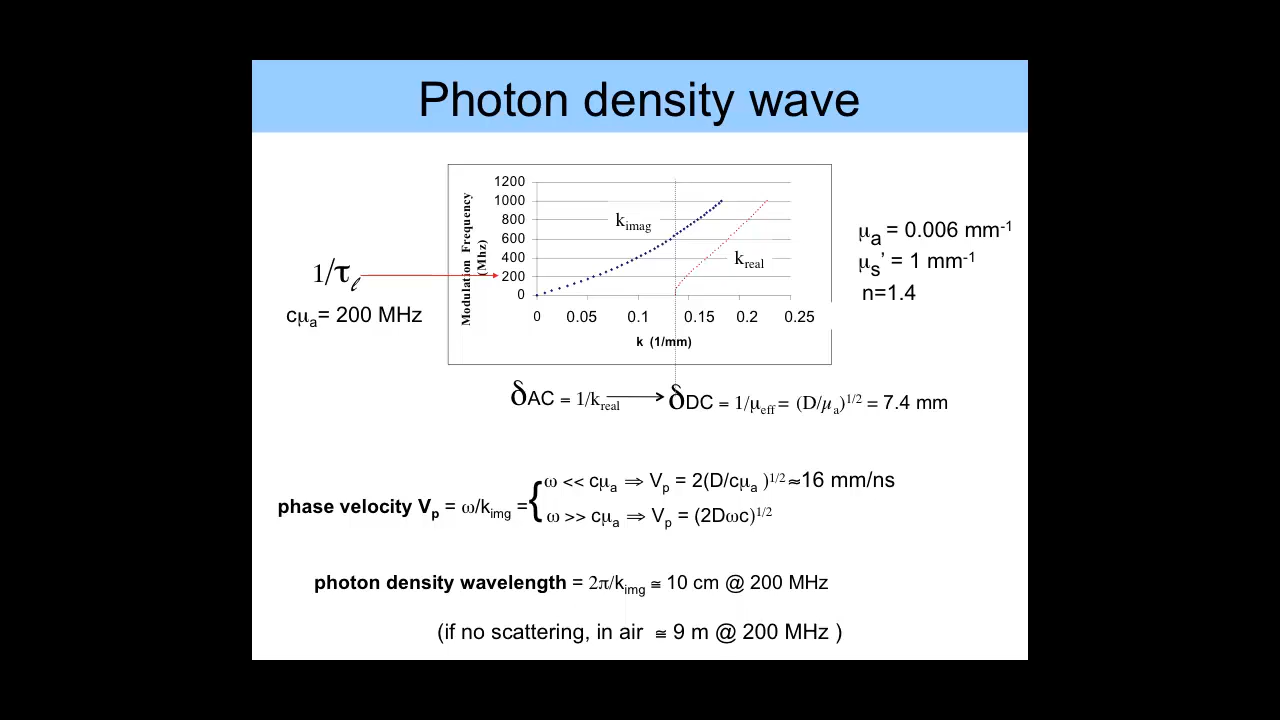 Photon density wave
1200
1000
800
600
400
200
0
Modulation Frequency
(Mhz)
k_imag
k_real
0 0.05 0.1 0.15 0.2 0.25
k (1/mm)
1/τ_ℓ
cμ_a= 200 MHz
μ_a = 0.006 mm^-1
μ_s’ = 1 mm^-1
n=1.4
δAC = 1/k_real → δDC = 1/μ_eff = (D/μ_a)^1/2 = 7.4 mm
ω << cμ_a ⇒ V_p = 2(D/cμ_a )^1/2 ≈16 mm/ns
phase velocity V_p = ω/k_img = {
ω >> cμ_a ⇒ V_p = (2Dωc)^1/2
photon density wavelength = 2π/k_img ≅ 10 cm @ 200 MHz
(if no scattering, in air ≅ 9 m @ 200 MHz )